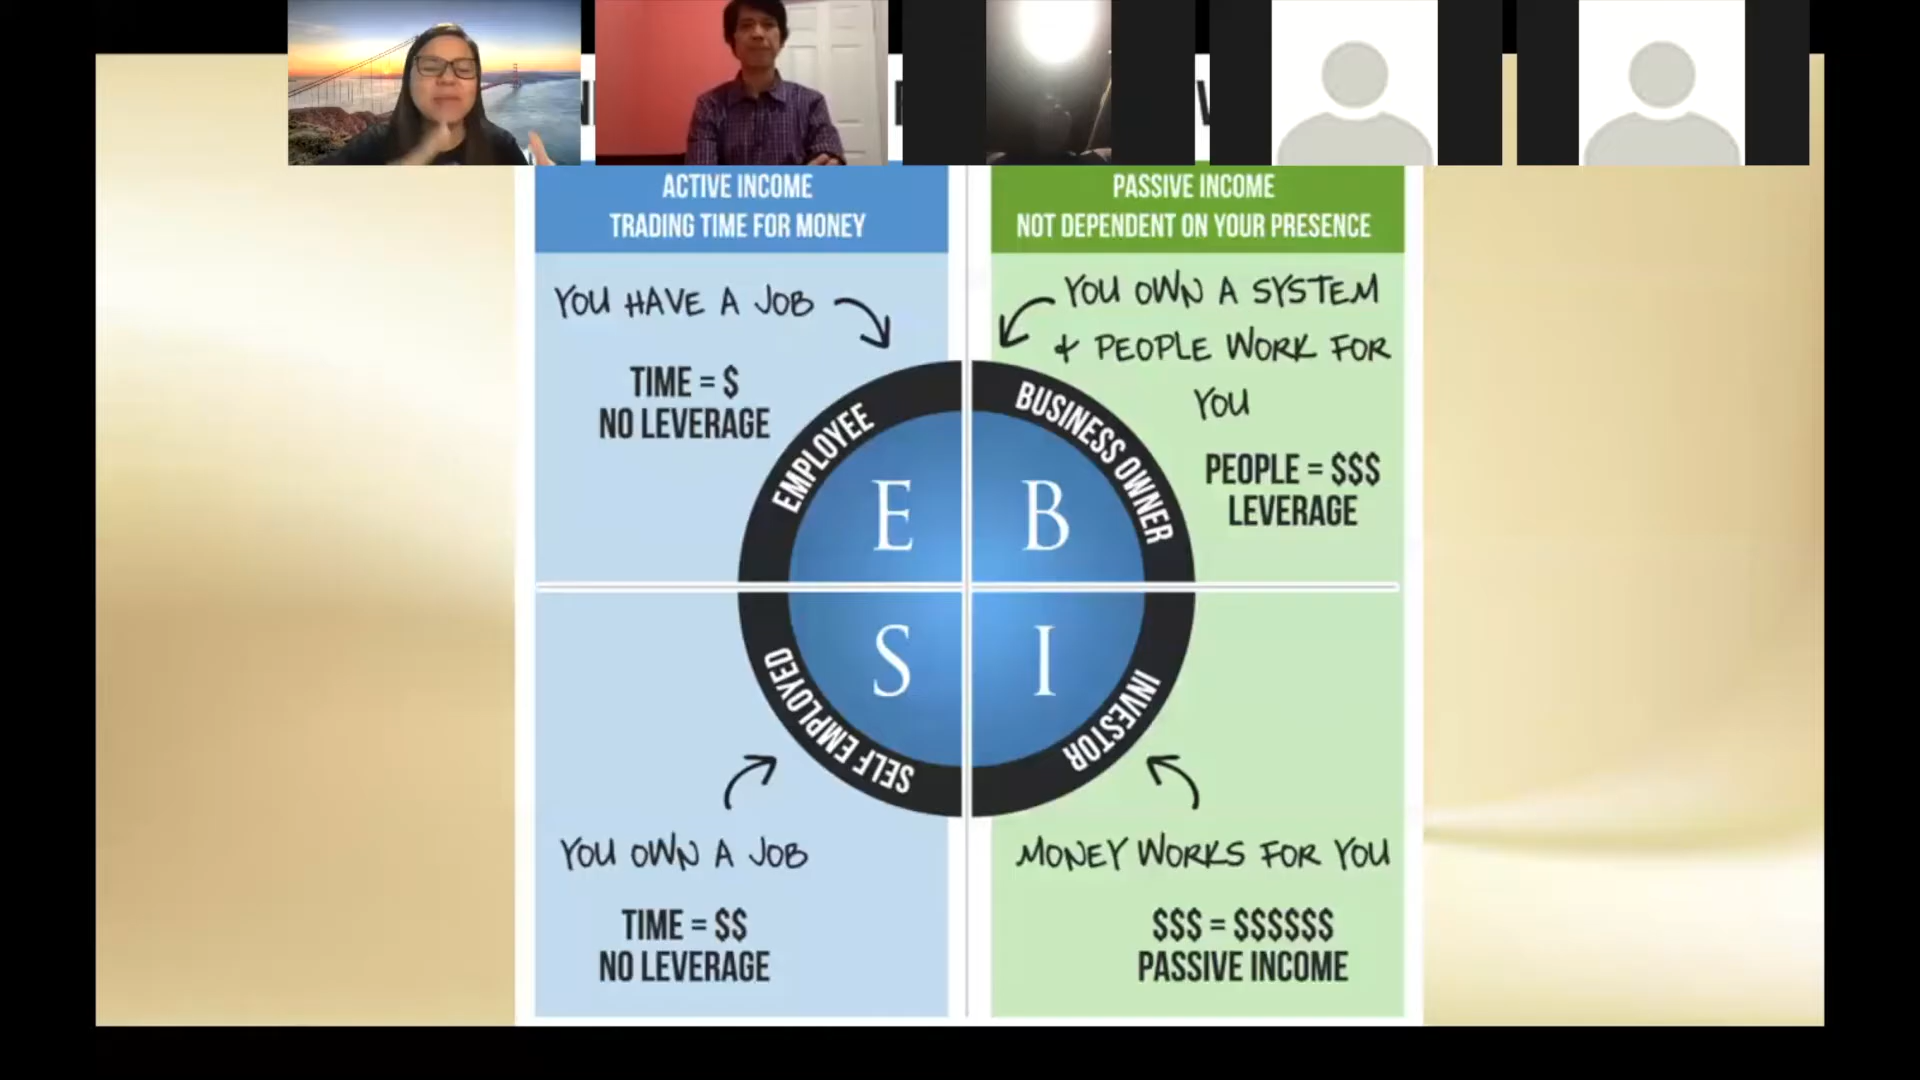 ACTIVE INCOME
TRADING TIME FOR MONEY
PASSIVE INCOME
NOT DEPENDENT ON YOUR PRESENCE
YOU HAVE A JOB
TIME = $
NO LEVERAGE
YOU OWN A SYSTEM
& PEOPLE WORK FOR
YOU
PEOPLE = $$$
LEVERAGE
EMPLOYEE
BUSINESS OWNER
E
B
S
I
SELF EMPLOYED
INVESTOR
YOU OWN A JOB
TIME = $$
NO LEVERAGE
MONEY WORKS FOR YOU
$$$ = $$$$$$
PASSIVE INCOME